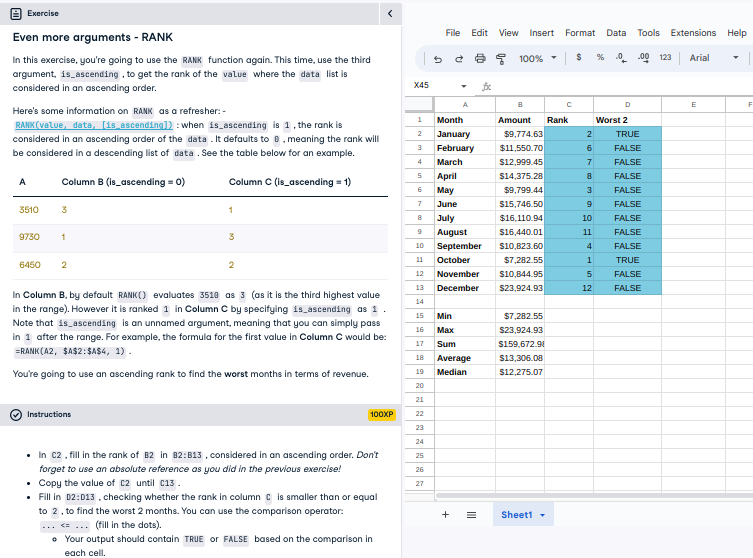 Exercise
Even more arguments - RANK
In this exercise, you're going to use the RANK function again. This time, use the third
argument, is_ascending , to get the rank of the value where the data list is
considered in an ascending order.
Here's some information on RANK as a refresher: -
RANK(value, data, [is_ascending]) : when is_ascending is 1 , the rank is
considered in an ascending order of the data . It defaults to 0 , meaning the rank will
be considered in a descending list of data . See the table below for an example.
A Column B (is_ascending = 0) Column C (is_ascending = 1)
3510 3 1
9730 1 3
6450 2 2
In Column B, by default RANK() evaluates 3510 as 3 (as it is the third highest value
in the range). However it is ranked 1 in Column C by specifying is_ascending as 1 .
Note that is_ascending is an unnamed argument, meaning that you can simply pass
in 1 after the range. For example, the formula for the first value in Column C would be:
=RANK(A2, $A$2:$A$4, 1) .
You're going to use an ascending rank to find the worst months in terms of revenue.
Instructions 100XP
In C2 , fill in the rank of B2 in B2:B13 , considered in an ascending order. Don't
forget to use an absolute reference as you did in the previous exercise!
Copy the value of C2 until C13 .
Fill in D2:D13 , checking whether the rank in column C is smaller than or equal
to 2 , to find the worst 2 months. You can use the comparison operator:
... <= ... (fill in the dots).
Your output should contain TRUE or FALSE based on the comparison in
each cell.
File Edit View Insert Format Data Tools Extensions Help
100% $ % .0 .00 123 Arial
X45 fx
A B C D E F
1 Month Amount Rank Worst 2
2 January $9,774.63 2 TRUE
3 February $11,550.70 6 FALSE
4 March $12,999.45 7 FALSE
5 April $14,375.28 8 FALSE
6 May $9,799.44 3 FALSE
7 June $15,746.50 9 FALSE
8 July $16,110.94 10 FALSE
9 August $16,440.01 11 FALSE
10 September $10,823.60 4 FALSE
11 October $7,282.55 1 TRUE
12 November $10,844.95 5 FALSE
13 December $23,924.93 12 FALSE
14
15 Min $7,282.55
16 Max $23,924.93
17 Sum $159,672.98
18 Average $13,306.08
19 Median $12,275.07
20
21
22
23
24
25
26
27
+ Sheet1